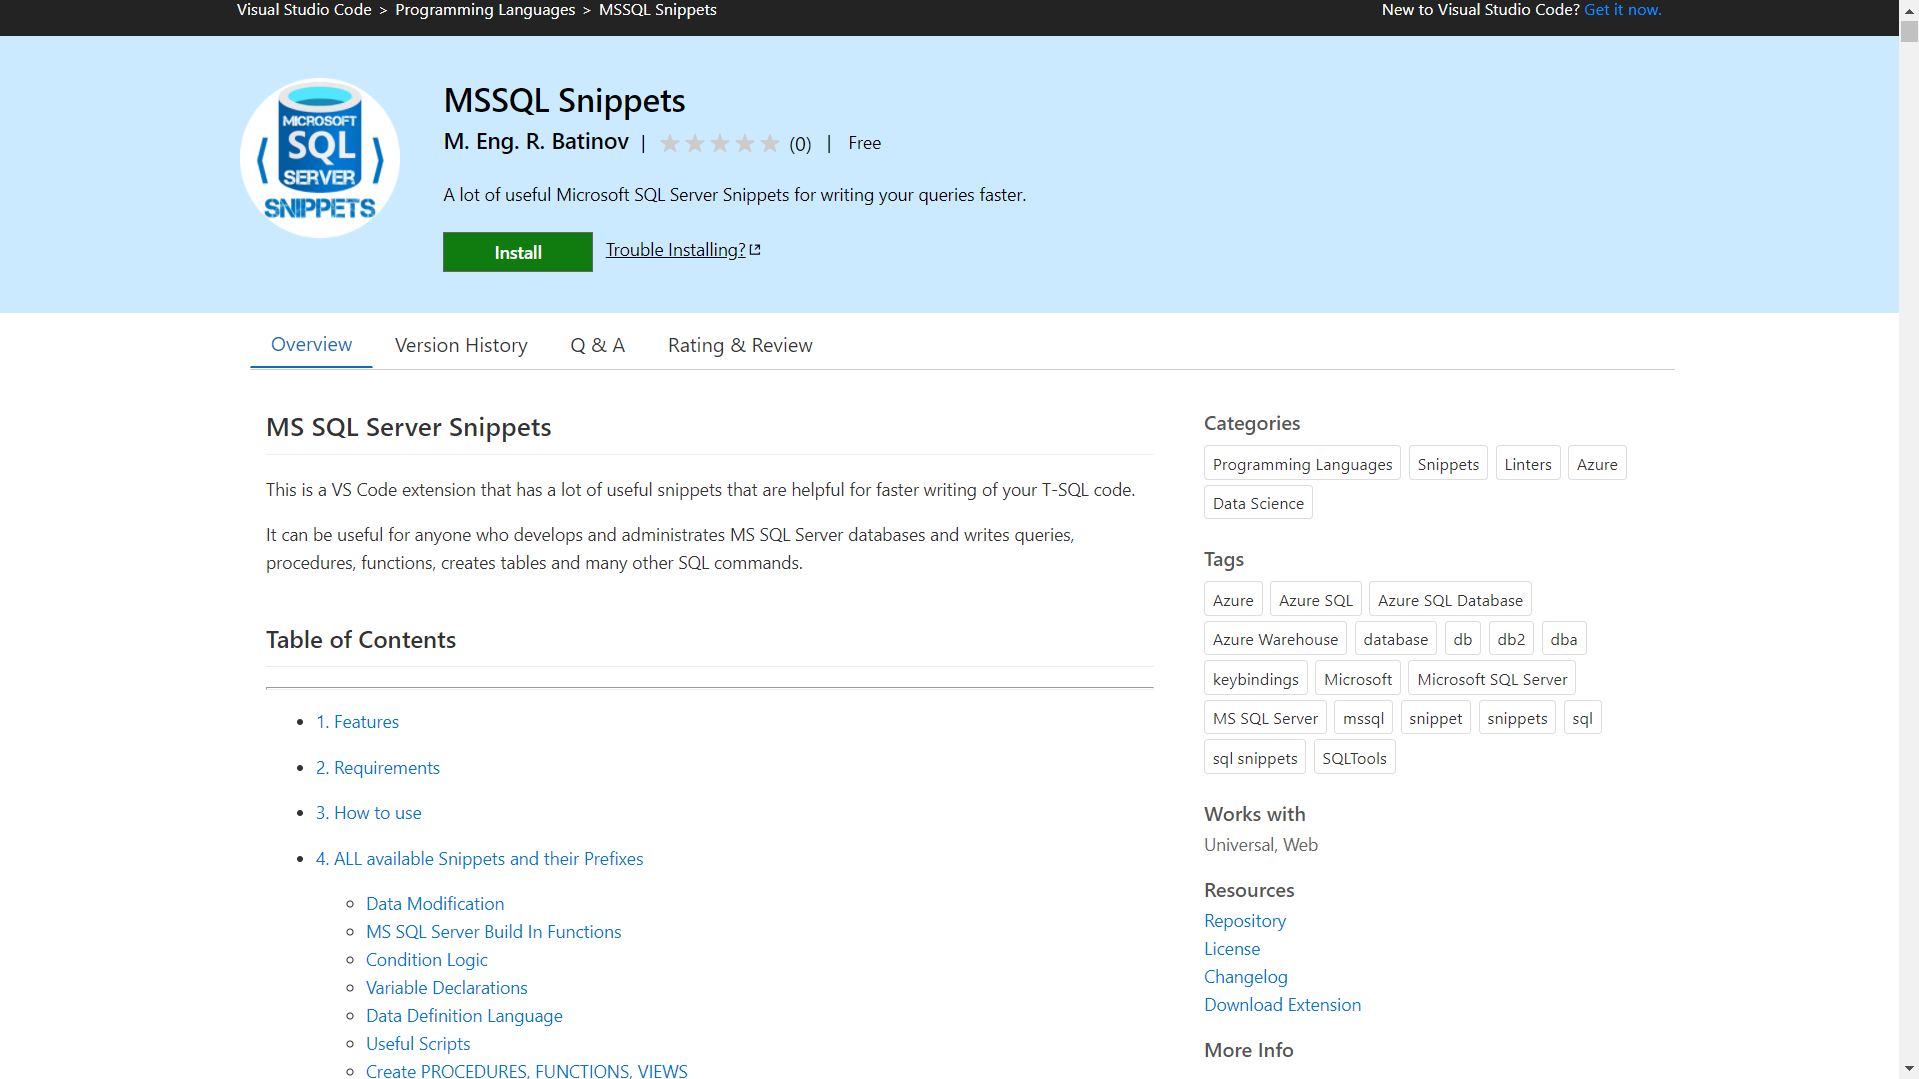 Visual Studio Code > Programming Languages > MSSQL Snippets
New to Visual Studio Code? Get it now.
MICROSOFT
SQL
SERVER
SNIPPETS
MSSQL Snippets
M. Eng. R. Batinov | (0) | Free
A lot of useful Microsoft SQL Server Snippets for writing your queries faster.
Install
Trouble Installing?
Overview
Version History
Q & A
Rating & Review
MS SQL Server Snippets
This is a VS Code extension that has a lot of useful snippets that are helpful for faster writing of your T-SQL code.
It can be useful for anyone who develops and administrates MS SQL Server databases and writes queries,
procedures, functions, creates tables and many other SQL commands.
Table of Contents
1. Features
2. Requirements
3. How to use
4. ALL available Snippets and their Prefixes
Data Modification
MS SQL Server Build In Functions
Condition Logic
Variable Declarations
Data Definition Language
Useful Scripts
Create PROCEDURES, FUNCTIONS, VIEWS
Categories
Programming Languages Snippets Linters Azure
Data Science
Tags
Azure Azure SQL Azure SQL Database
Azure Warehouse database db db2 dba
keybindings Microsoft Microsoft SQL Server
MS SQL Server mssql snippet snippets sql
sql snippets SQLTools
Works with
Universal, Web
Resources
Repository
License
Changelog
Download Extension
More Info